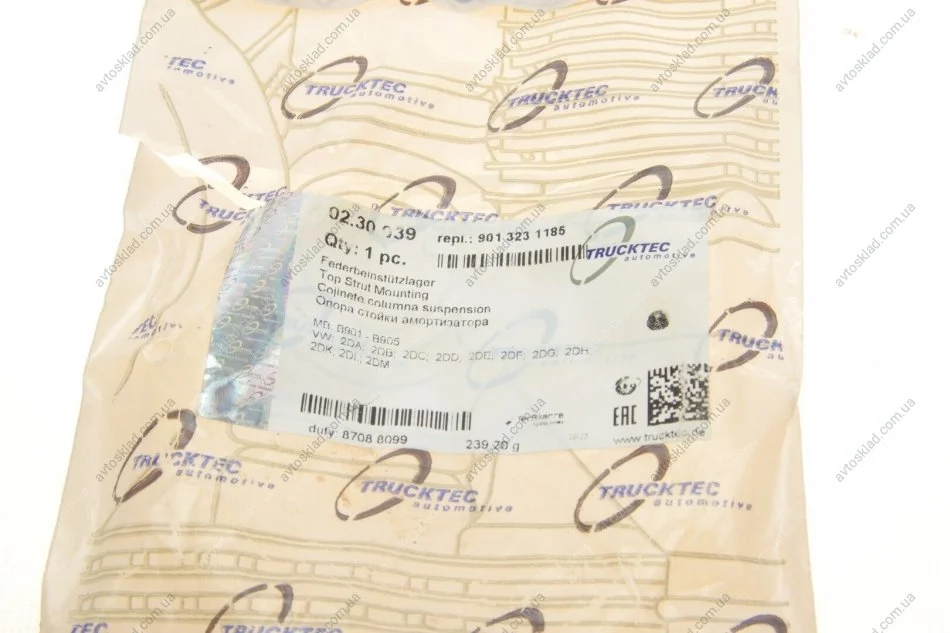 02.30.039 repl.: 901 323 1185
Qty: 1 pc.
TRUCKTEC
automotive
Federbeinstützlager
Top Strut Mounting
Cojinete columna suspension
Опора стойки амортизатора
MB: B901 - B905
VW: 2DA; 2DB; 2DC; 2DD; 2DE; 2DF; 2DG; 2DH
2DK; 2DL; 2DM
EAC
duty: 8708 8099
239,20 g
www.trucktec.de
TRUCKTEC
automotive
avtosklad.com.ua